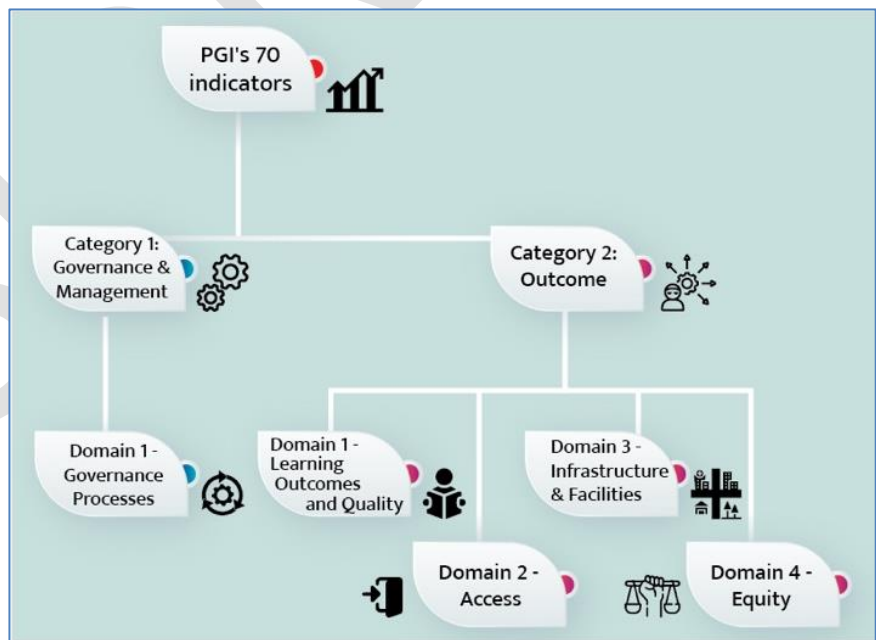 PGI's 70
indicators
Category 1:
Governance &
Management
Category 2:
Outcome
Domain 1 -
Governance
Processes
Domain 1 -
Learning
Outcomes
and Quality
Domain 3 -
Infrastructure
& Facilities
Domain 2 -
Access
Domain 4 -
Equity